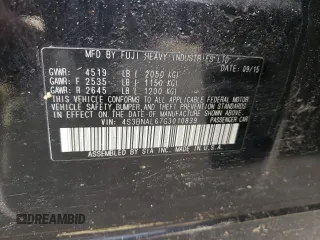 MFD BY FUJI HEAVY INDUSTRIES LTD.
DATE 09/15
GVWR: 4519 LB ( 2050 KG)
GAWR: F 2535 LB ( 1150 KG)
GAWR: R 2645 LB ( 1200 KG)
THIS VEHICLE CONFORMS TO ALL APPLICABLE FEDERAL MOTOR
VEHICLE SAFETY, BUMPER, AND THEFT PREVENTION STANDARDS
IN EFFECT ON THE DATE OF MANUFACTURE SHOWN ABOVE.
VIN: 4S3BNAL67G3010839 PASSENGER CAR
ASSEMBLED BY SIA MADE IN U.S.A.
DREAMBID